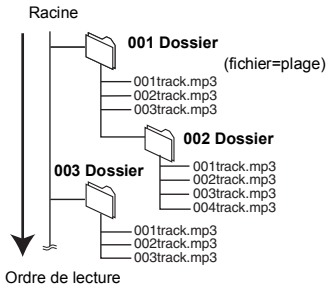 Racine
001 Dossier
(fichier=plage)
001track.mp3
002track.mp3
003track.mp3
002 Dossier
001track.mp3
002track.mp3
003track.mp3
004track.mp3
003 Dossier
001track.mp3
002track.mp3
003track.mp3
Ordre de lecture